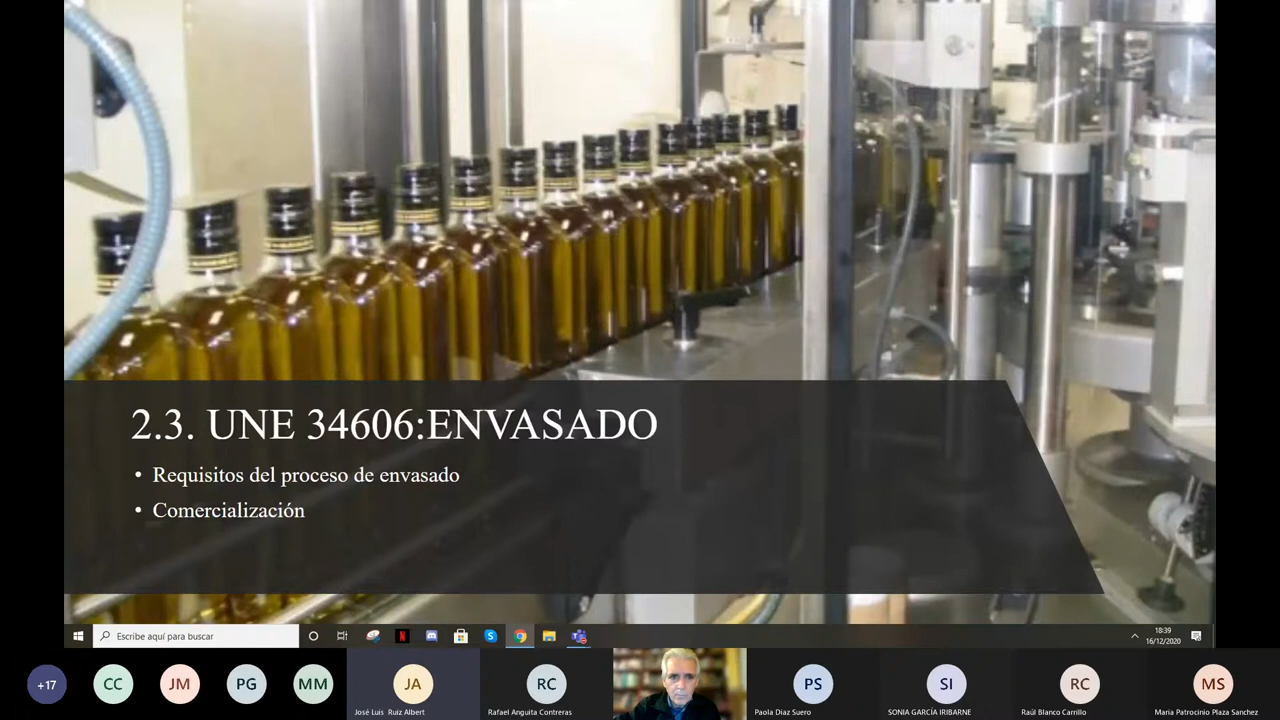 2.3. UNE 34606:ENVASADO
• Requisitos del proceso de envasado
• Comercialización
Escribe aquí para buscar
18:39
16/12/2020
+17
CC
JM
PG
MM
JA
RC
PS
SI
RC
MS
José Luis Ruiz Albert
Rafael Anguita Contreras
Paola Diaz Suero
SONIA GARCÍA IRIBARNE
Raúl Blanco Carrillo
Maria Patrocinio Plaza Sanchez